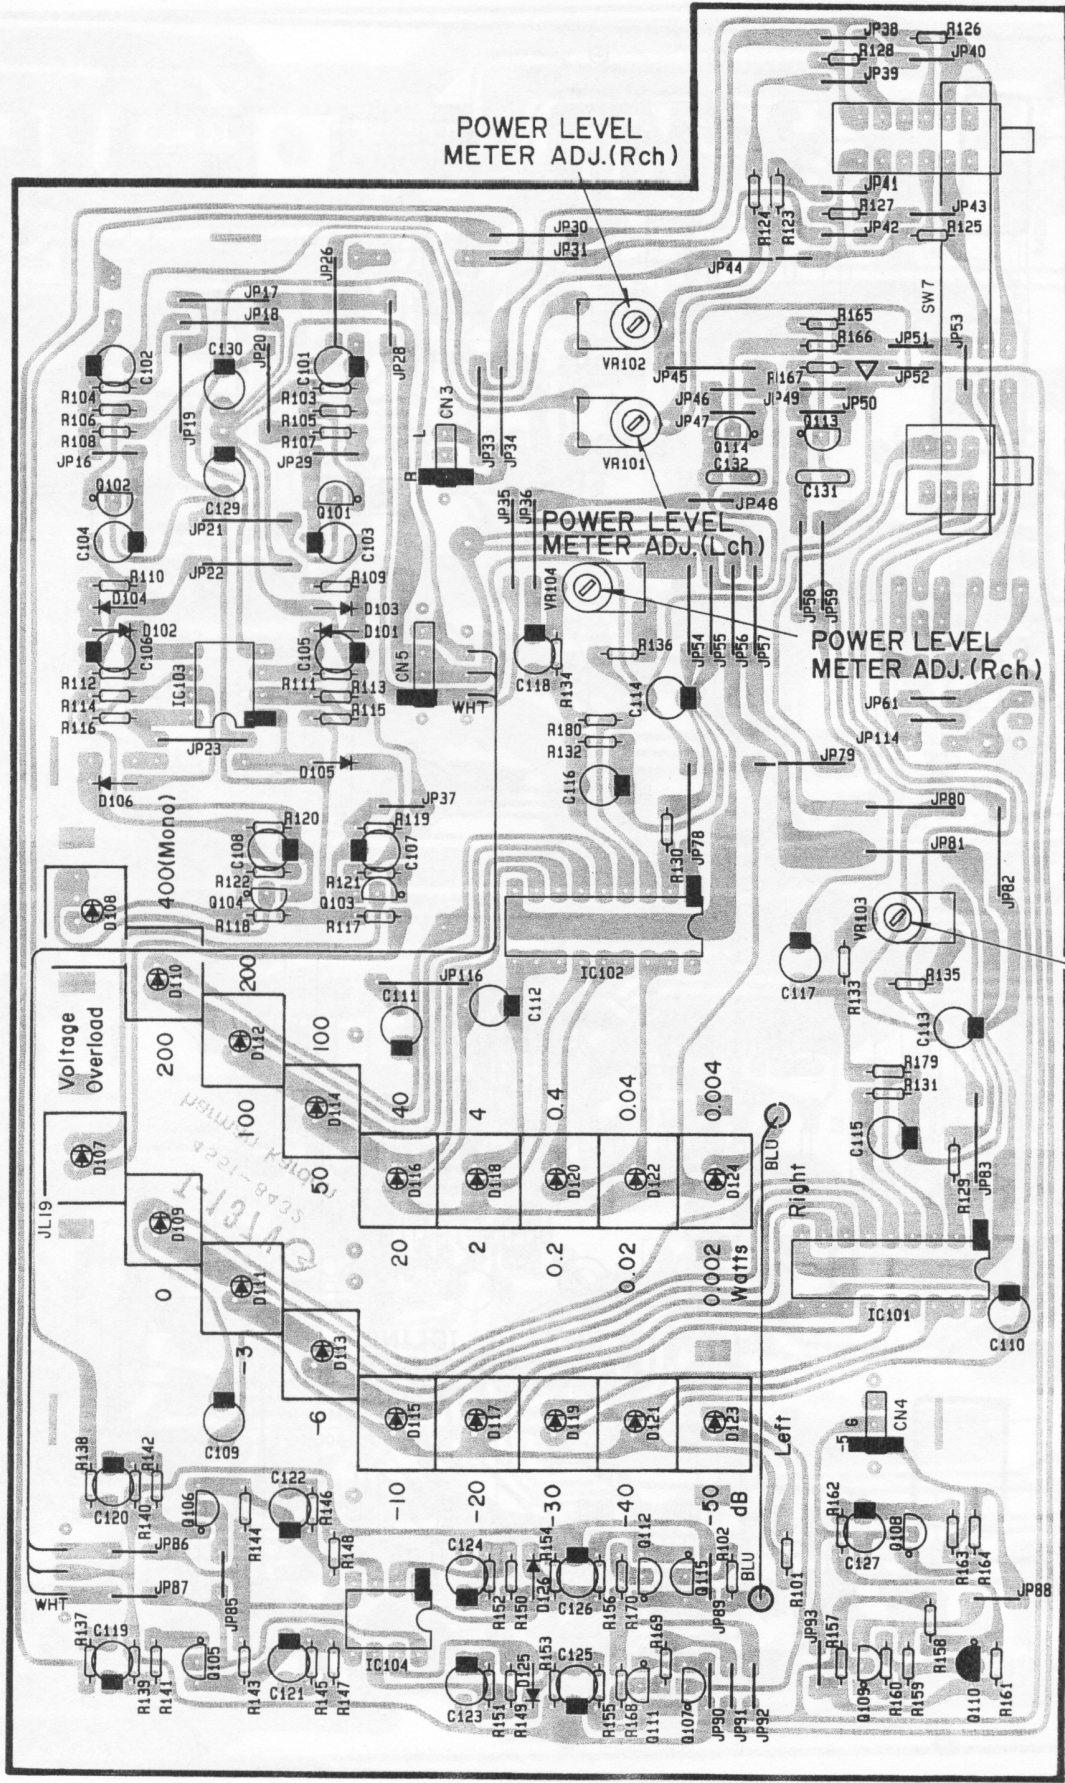 JP38
R126
R128
JP40
JP39
POWER LEVEL
METER ADJ.(Rch)
JP41
R127
JP43
JP42
R125
R124
R123
JP30
JP31
JP44
JP26
JP17
JP18
JP20
C102
C130
C101
JP28
R104
R103
R106
R105
R108
R107
JP16
JP19
JP29
CN3
L
R
JP33
JP34
VR102
VR101
JP45
JP46
JP47
R165
R166
R167
JP49
JP50
JP51
JP52
JP53
SW7
Q113
Q114
C132
C131
JP48
Q102
C129
Q101
C104
JP21
C103
JP22
JP35
JP36
POWER LEVEL
METER ADJ.(Lch)
R110
R109
D104
D103
D102
D101
C106
C105
IC103
CN5
VR104
R136
JP54
JP55
JP56
JP57
JP58
JP59
POWER LEVEL
METER ADJ.(Rch)
R112
R111
R113
R114
R115
R116
C118
R134
C114
WHT
JP23
R180
R132
JP61
JP114
D106
D105
C116
JP79
400(Mono)
JP37
R120
R119
C108
C107
R130
JP78
JP80
JP81
JP82
R122
R121
Q104
Q103
R118
R117
D108
VR103
IC102
D110
200
JP116
C111
C112
C117
R133
R135
C113
Voltage
Overload
D112
200
100
D114
R179
R131
C115
40
4
0.4
0.04
0.004
D107
D116
D118
D120
D122
D124
BLU
R129
JP83
harman kardon
4551-8432
T-137V
JL19
D109
50
Right
0
D111
20
2
0.2
0.02
0.002
Watts
IC101
C110
D113
-3
-6
D115
D117
D119
D121
D123
C109
Left
-5
G
CN4
R138
R142
C120
R140
Q106
R144
C122
R146
R148
-10
-20
-30
-40
-50
dB
JP86
JP87
WHT
JP85
C124
R152
R150
R154
D126
C126
R156
R170
Q112
Q115
R102
JP89
BLU
R101
R162
C127
Q108
R163
R164
JP88
R137
C119
R139
R141
R143
C121
R145
R147
IC104
C123
R151
R149
R153
D125
C125
R155
R168
Q111
R169
Q107
JP90
JP91
JP92
JP93
R157
Q109
R160
R159
R158
Q110
R161